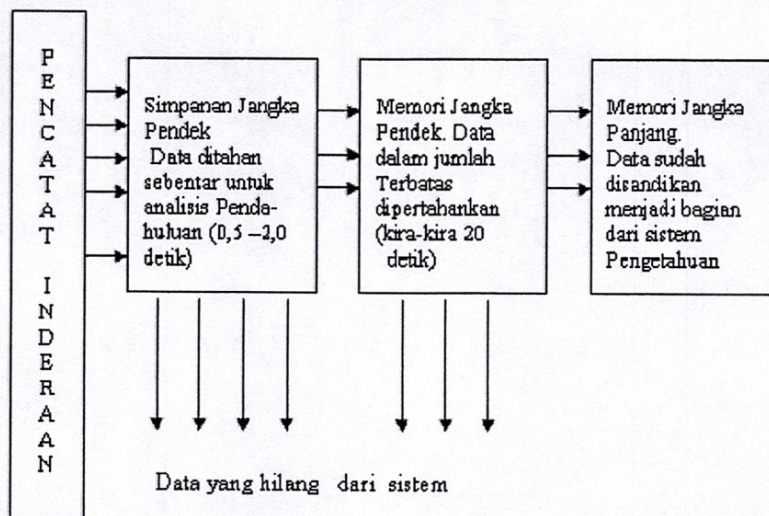 PENCATAT INDERAAN
Simpanan Jangka
Pendek
Data ditahan
sebentar untuk
analisis Penda-
huluan (0,5 –2,0
detik)
Memori Jangka
Pendek. Data
dalam jumlah
Terbatas
dipertahankan
(kira-kira 20
detik)
Memori Jangka
Panjang.
Data sudah
disandikan
menjadi bagian
dari sistem
Pengetahuan
Data yang hilang dari sistem